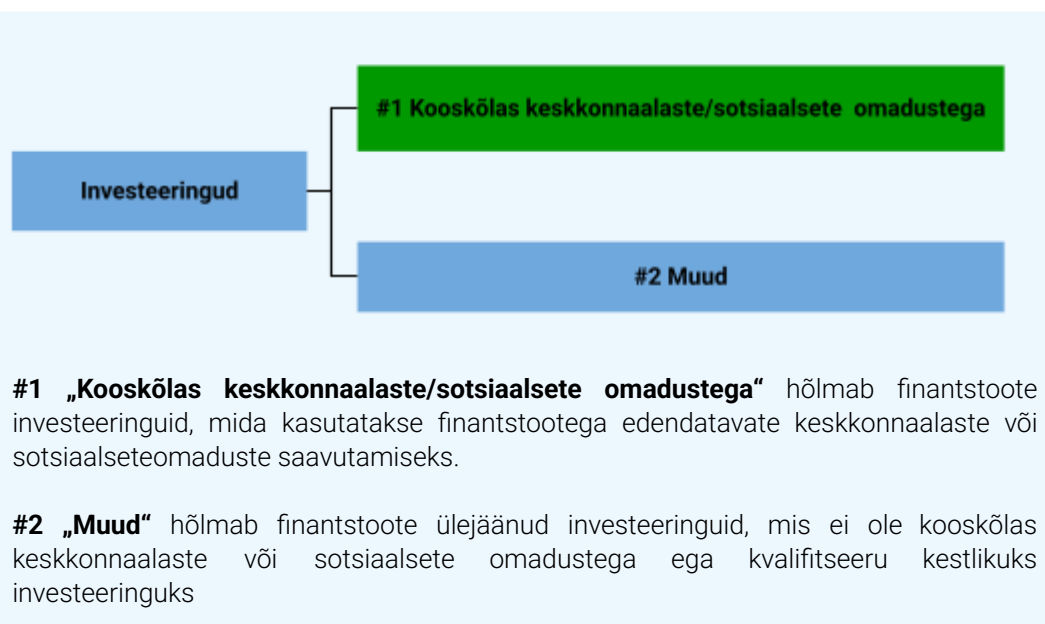 #1 Kooskõlas keskkonnaalaste/sotsiaalsete omadustega
Investeeringud
#2 Muud
#1 „Kooskõlas keskkonnaalaste/sotsiaalsete omadustega“ hõlmab finantstoote
investeeringuid, mida kasutatakse finantstootega edendatavate keskkonnaalaste või
sotsiaalseteomaduste saavutamiseks.
#2 „Muud“ hõlmab finantstoote ülejäänud investeeringuid, mis ei ole kooskõlas
keskkonnaalaste või sotsiaalsete omadustega ega kvalifitseeru kestlikuks
investeeringuks